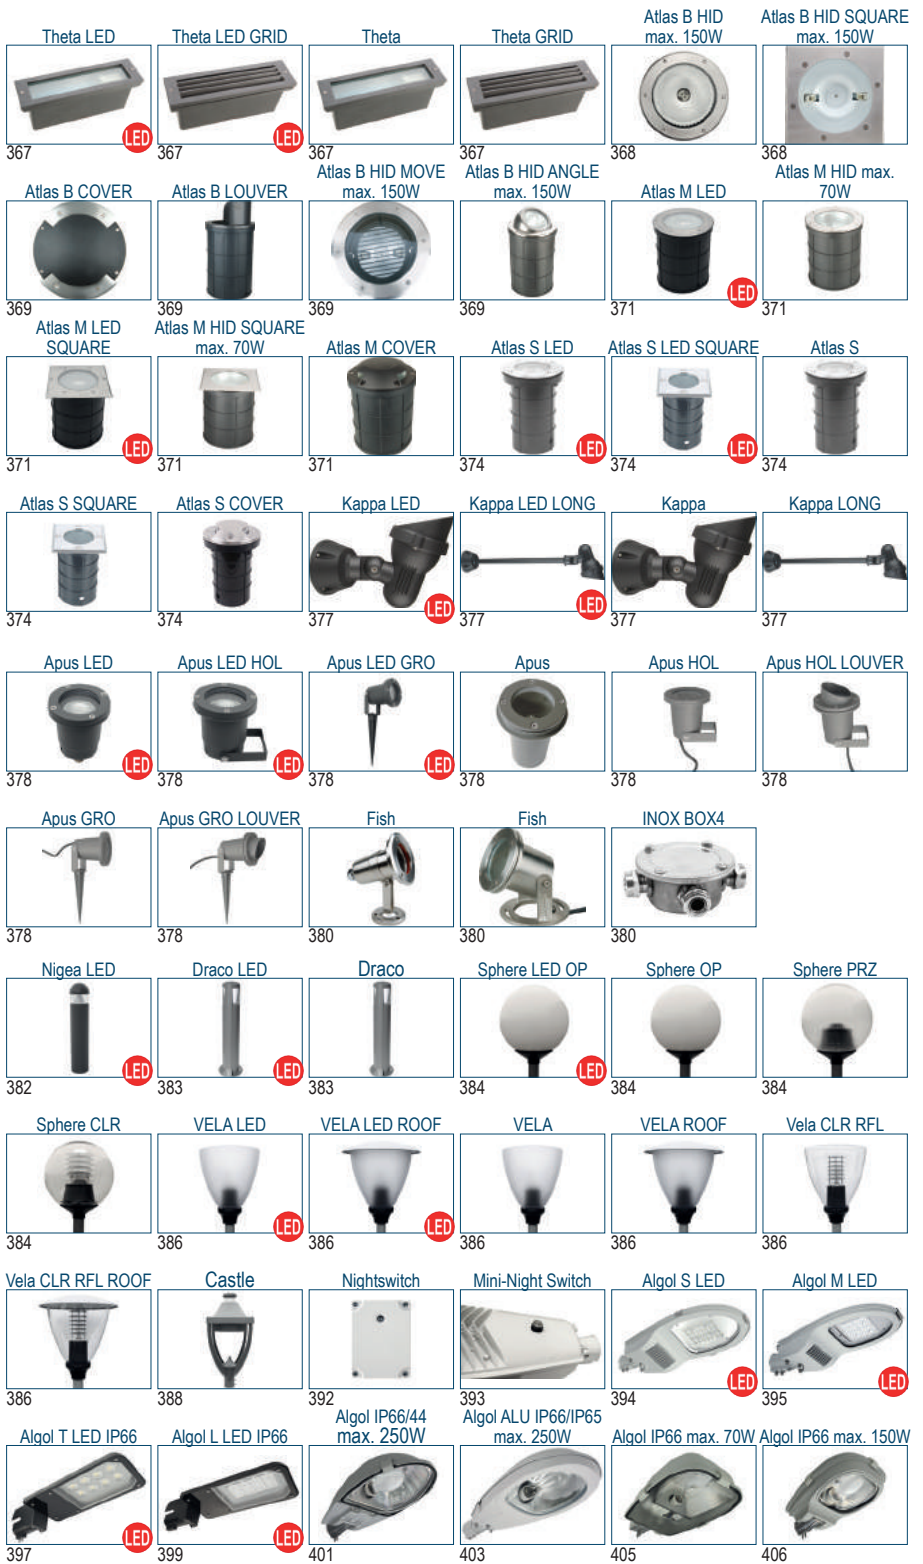 Theta LED
Theta LED GRID
Theta
Theta GRID
Atlas B HID
max. 150W
Atlas B HID SQUARE
max. 150W
LED
LED
367
367
367
367
368
368
Atlas B COVER
Atlas B LOUVER
Atlas B HID MOVE
max. 150W
Atlas B HID ANGLE
max. 150W
Atlas M LED
Atlas M HID max.
70W
LED
369
369
369
369
371
371
Atlas M LED
SQUARE
Atlas M HID SQUARE
max. 70W
Atlas M COVER
Atlas S LED
Atlas S LED SQUARE
Atlas S
LED
LED
LED
371
371
371
374
374
374
Atlas S SQUARE
Atlas S COVER
Kappa LED
Kappa LED LONG
Kappa
Kappa LONG
LED
LED
374
374
377
377
377
377
Apus LED
Apus LED HOL
Apus LED GRO
Apus
Apus HOL
Apus HOL LOUVER
LED
LED
LED
378
378
378
378
378
378
Apus GRO
Apus GRO LOUVER
Fish
Fish
INOX BOX4
378
378
380
380
380
Nigea LED
Draco LED
Draco
Sphere LED OP
Sphere OP
Sphere PRZ
LED
LED
LED
382
383
383
384
384
384
Sphere CLR
VELA LED
VELA LED ROOF
VELA
VELA ROOF
Vela CLR RFL
LED
LED
384
386
386
386
386
386
Vela CLR RFL ROOF
Castle
Nightswitch
Mini-Night Switch
Algol S LED
Algol M LED
LED
LED
386
388
392
393
394
395
Algol T LED IP66
Algol L LED IP66
Algol IP66/44
max. 250W
Algol ALU IP66/IP65
max. 250W
Algol IP66 max. 70W
Algol IP66 max. 150W
LED
LED
397
399
401
403
405
406